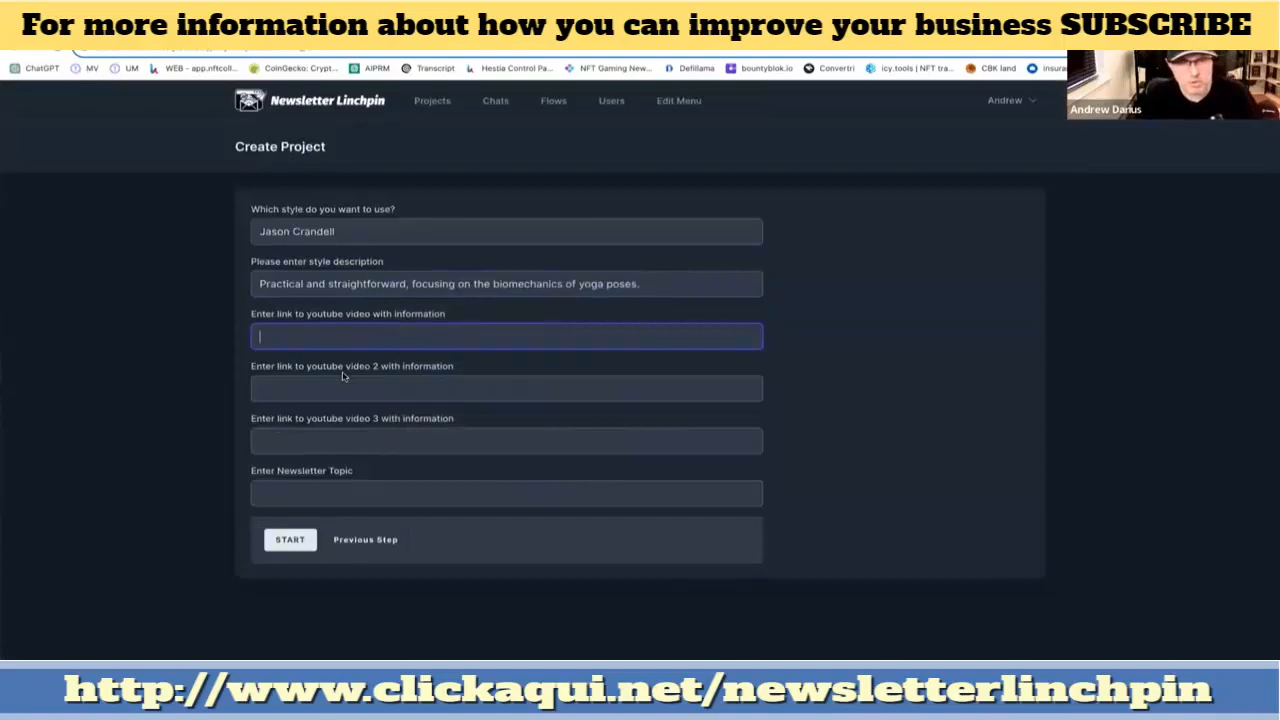 For more information about how you can improve your business SUBSCRIBE
ChatGPT MV UM WEB - app.nftcoll... CoinGecko: Crypt... AIPRM Transcript Hestia Control Pa... NFT Gaming New... Defillama bountyblok.io Convertri icy.tools | NFT tra... CBK land Insura
Newsletter Linchpin Projects Chats Flows Users Edit Menu Andrew
Andrew Darius
Create Project
Which style do you want to use?
Jason Crandell
Please enter style description
Practical and straightforward, focusing on the biomechanics of yoga poses.
Enter link to youtube video with information
Enter link to youtube video 2 with information
Enter link to youtube video 3 with information
Enter Newsletter Topic
START Previous Step
http://www.clickaqui.net/newsletterlinchpin